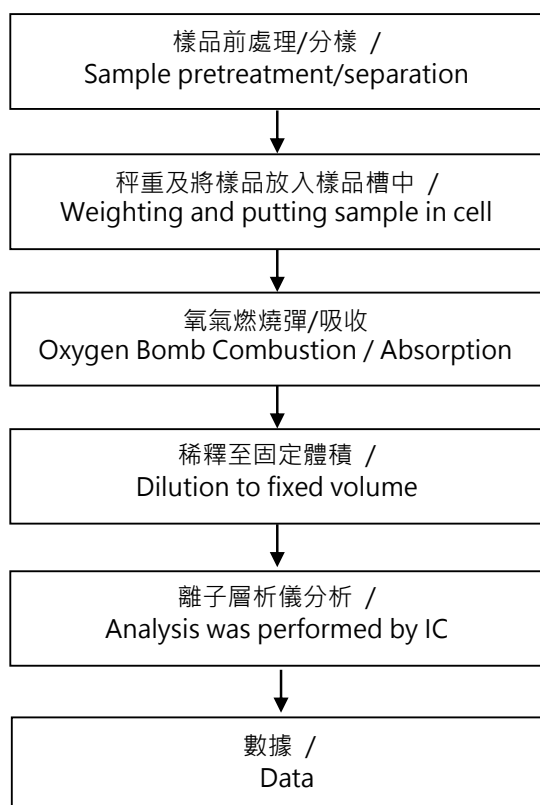 樣品前處理/分樣 /
Sample pretreatment/separation
秤重及將樣品放入樣品槽中 /
Weighting and putting sample in cell
氧氣燃燒彈/吸收
Oxygen Bomb Combustion / Absorption
稀釋至固定體積 /
Dilution to fixed volume
離子層析儀分析 /
Analysis was performed by IC
數據 /
Data